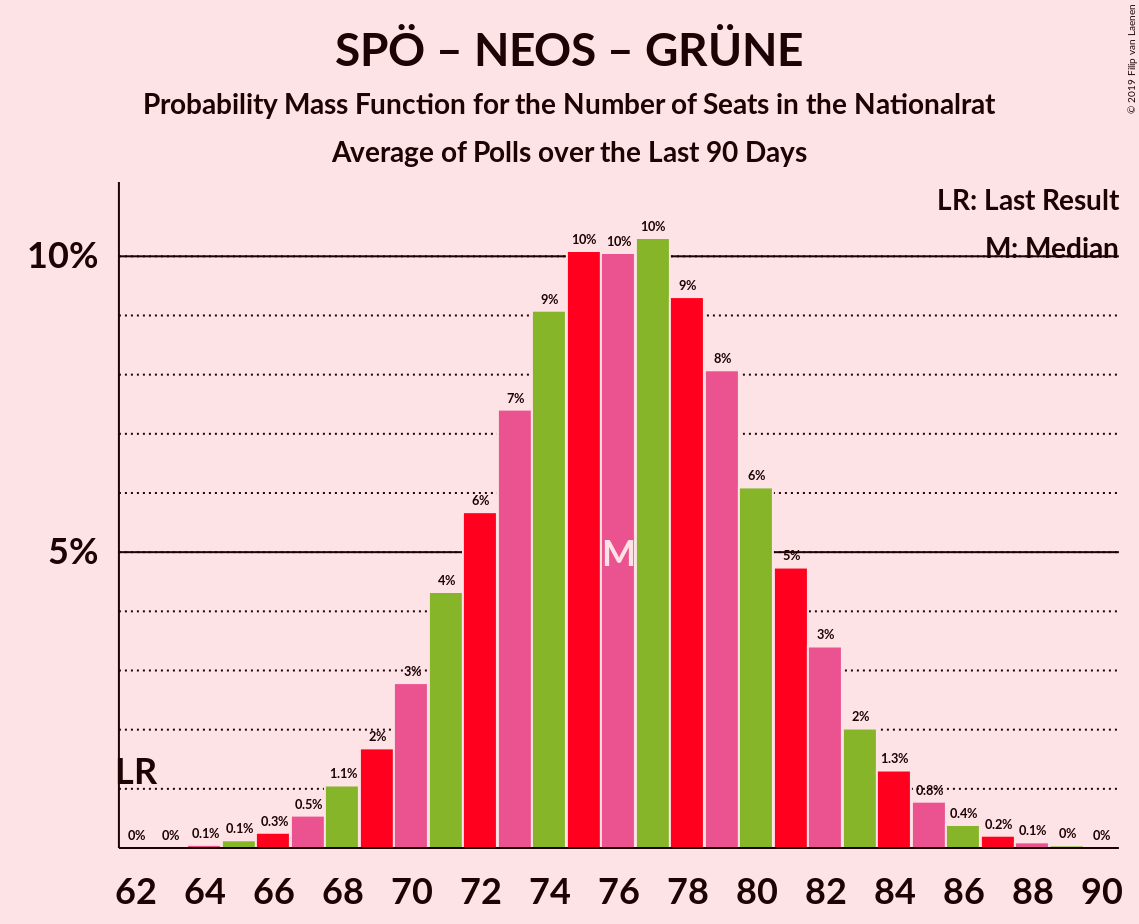 SPÖ – NEOS – GRÜNE
Probability Mass Function for the Number of Seats in the Nationalrat
Average of Polls over the Last 90 Days
© 2019 Filip van Laenen
LR: Last Result
M: Median
10%
5%
LR
M
0% 0% 0.1% 0.1% 0.3% 0.5% 1.1% 2% 3% 4% 6% 7% 9% 10% 10% 10% 9% 8% 6% 5% 3% 2% 1.3% 0.8% 0.4% 0.2% 0.1% 0% 0%
62 64 66 68 70 72 74 76 78 80 82 84 86 88 90